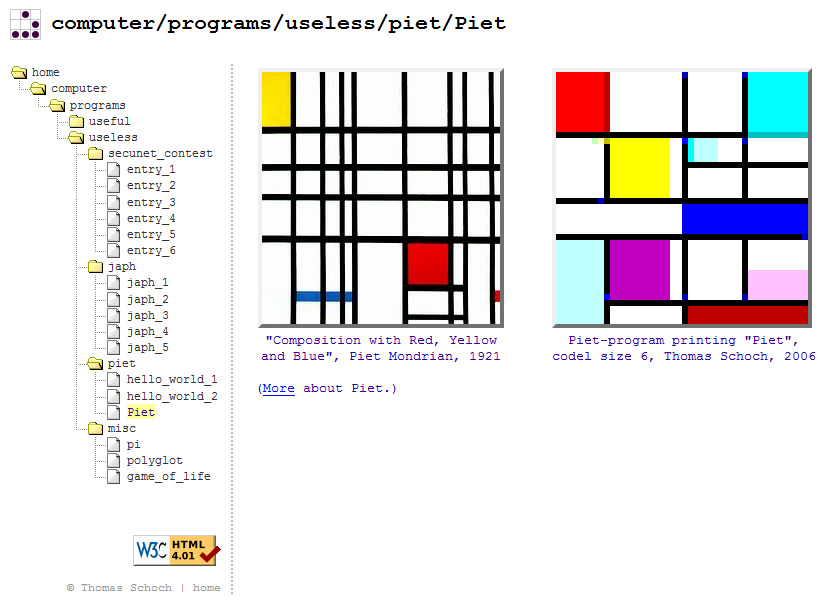 computer/programs/useless/piet/Piet
home
computer
programs
useful
useless
secunet_contest
entry_1
entry_2
entry_3
entry_4
entry_5
entry_6
japh
japh_1
japh_2
japh_3
japh_4
japh_5
piet
hello_world_1
hello_world_2
Piet
misc
pi
polyglot
game_of_life
W3C HTML
4.01
© Thomas Schoch | home
"Composition with Red, Yellow
and Blue", Piet Mondrian, 1921
(More about Piet.)
Piet-program printing "Piet",
codel size 6, Thomas Schoch, 2006